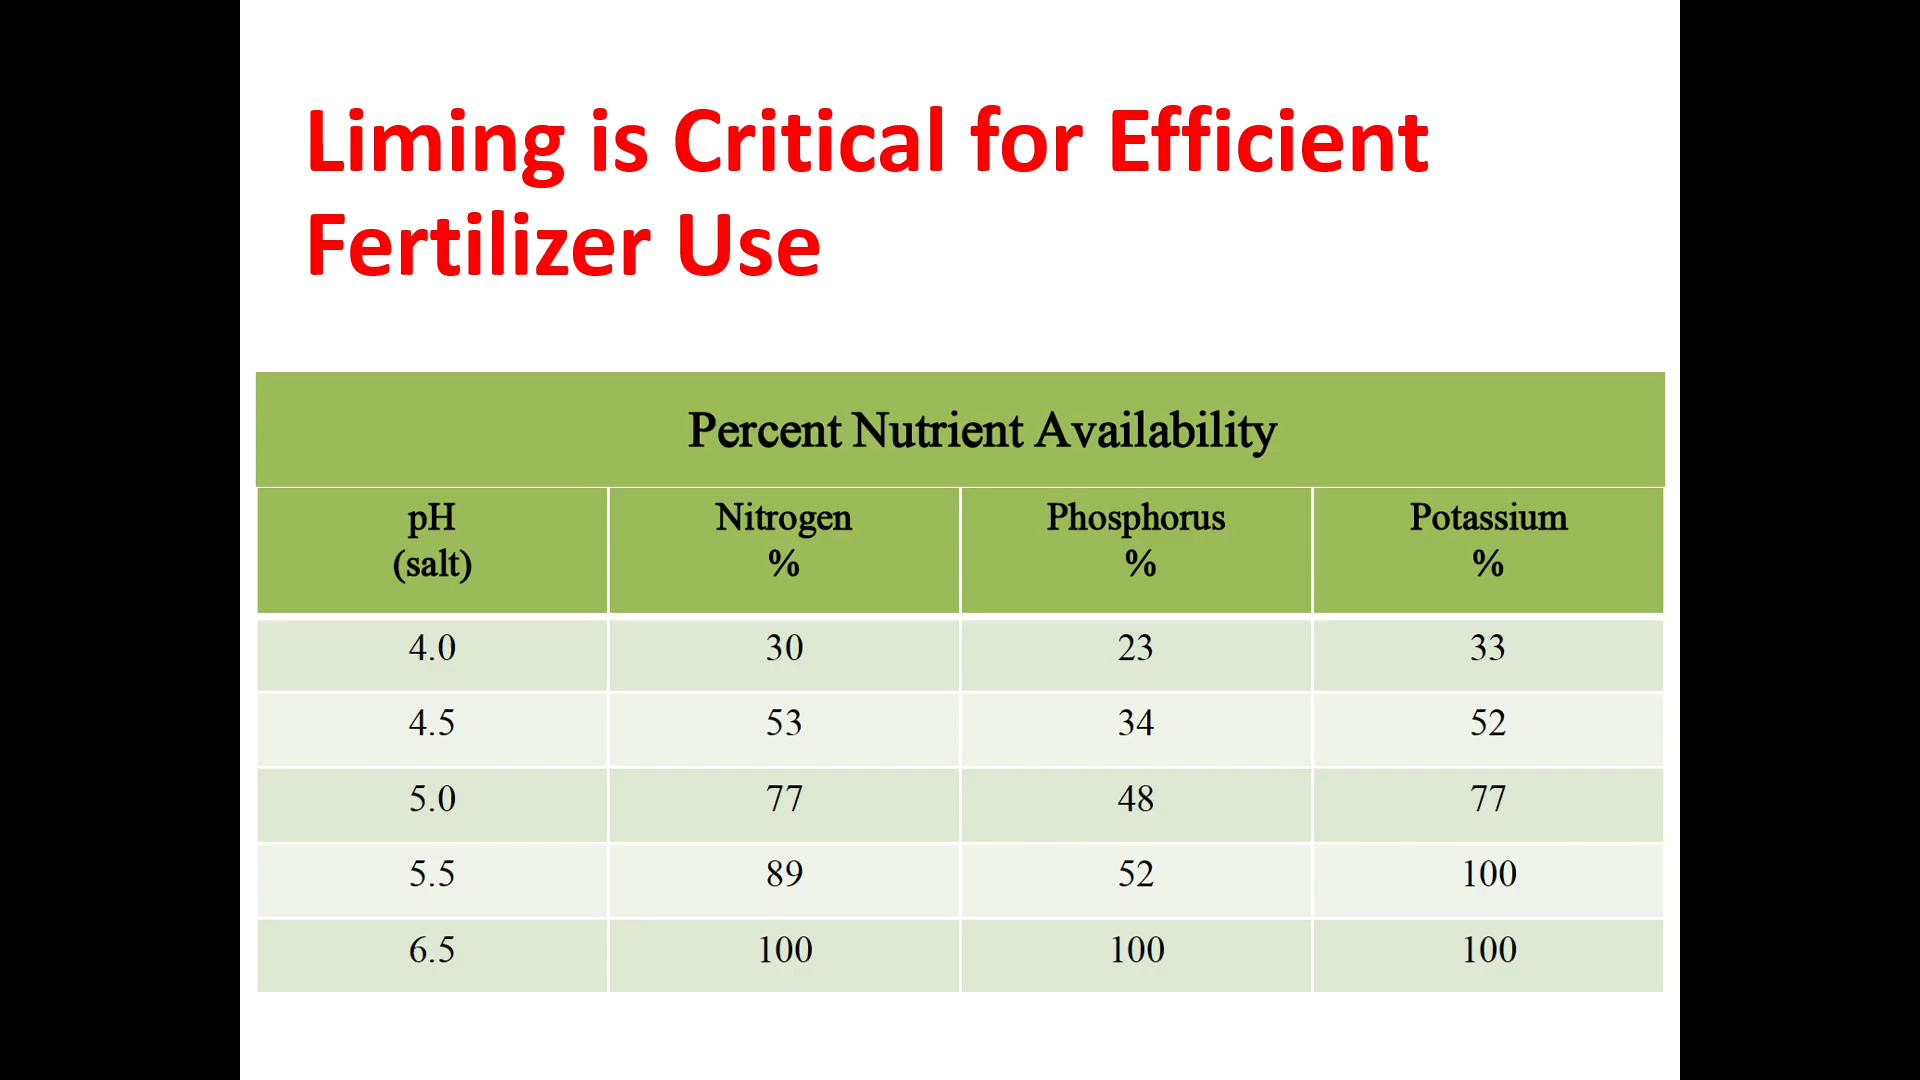 Liming is Critical for Efficient
Fertilizer Use
Percent Nutrient Availability
pH Nitrogen Phosphorus Potassium
(salt) % % %
4.0 30 23 33
4.5 53 34 52
5.0 77 48 77
5.5 89 52 100
6.5 100 100 100